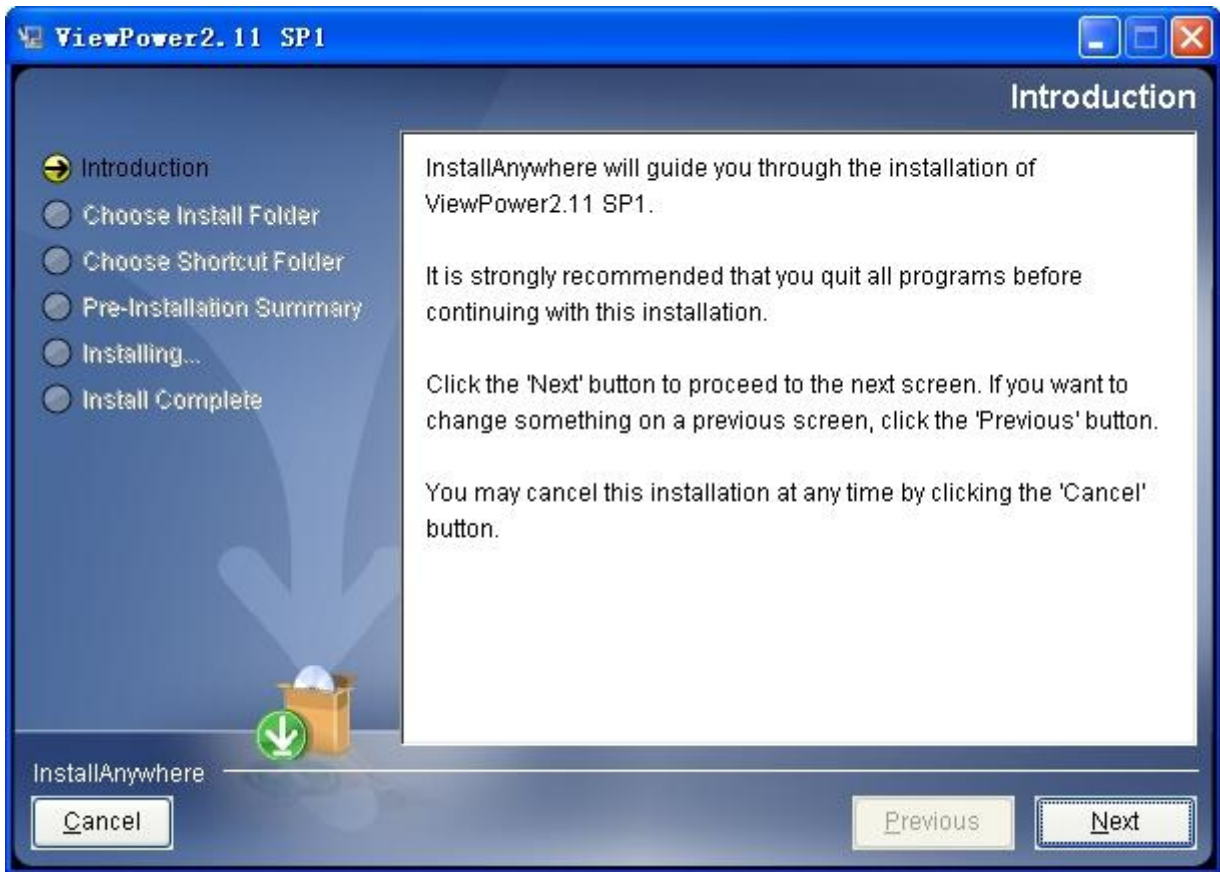 ViewPower2.11 SP1
Introduction
Introduction
Choose Install Folder
Choose Shortcut Folder
Pre-Installation Summary
Installing...
Install Complete
InstallAnywhere will guide you through the installation of
ViewPower2.11 SP1.
It is strongly recommended that you quit all programs before
continuing with this installation.
Click the 'Next' button to proceed to the next screen. If you want to
change something on a previous screen, click the 'Previous' button.
You may cancel this installation at any time by clicking the 'Cancel'
button.
InstallAnywhere
Cancel
Previous
Next